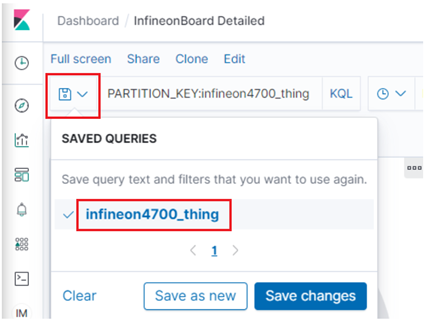 Dashboard / InfineonBoard Detailed
Full screen Share Clone Edit
PARTITION_KEY:infineon4700_thing KQL
SAVED QUERIES
Save query text and filters that you want to use again.
infineon4700_thing
1
Clear Save as new Save changes
IM